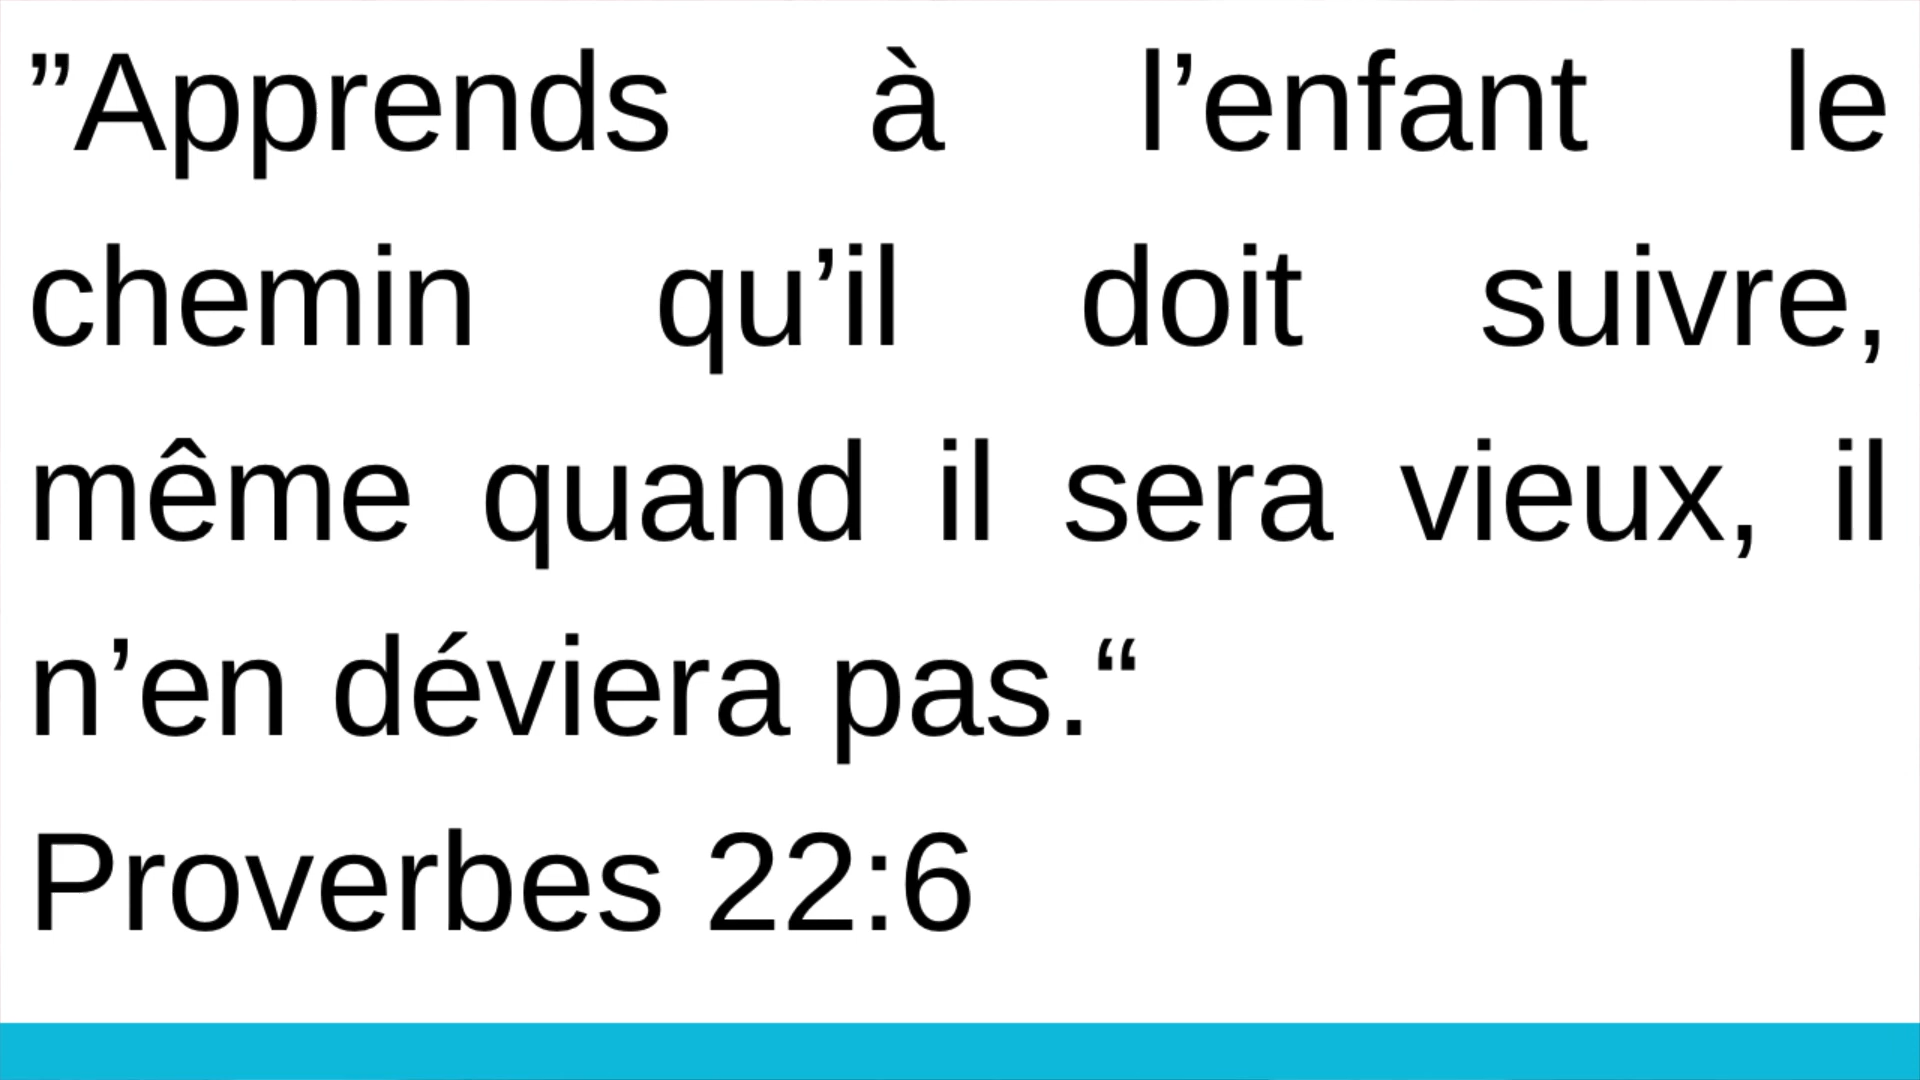 ”Apprends à l’enfant le
chemin qu’il doit suivre,
même quand il sera vieux, il
n’en déviera pas.“
Proverbes 22:6